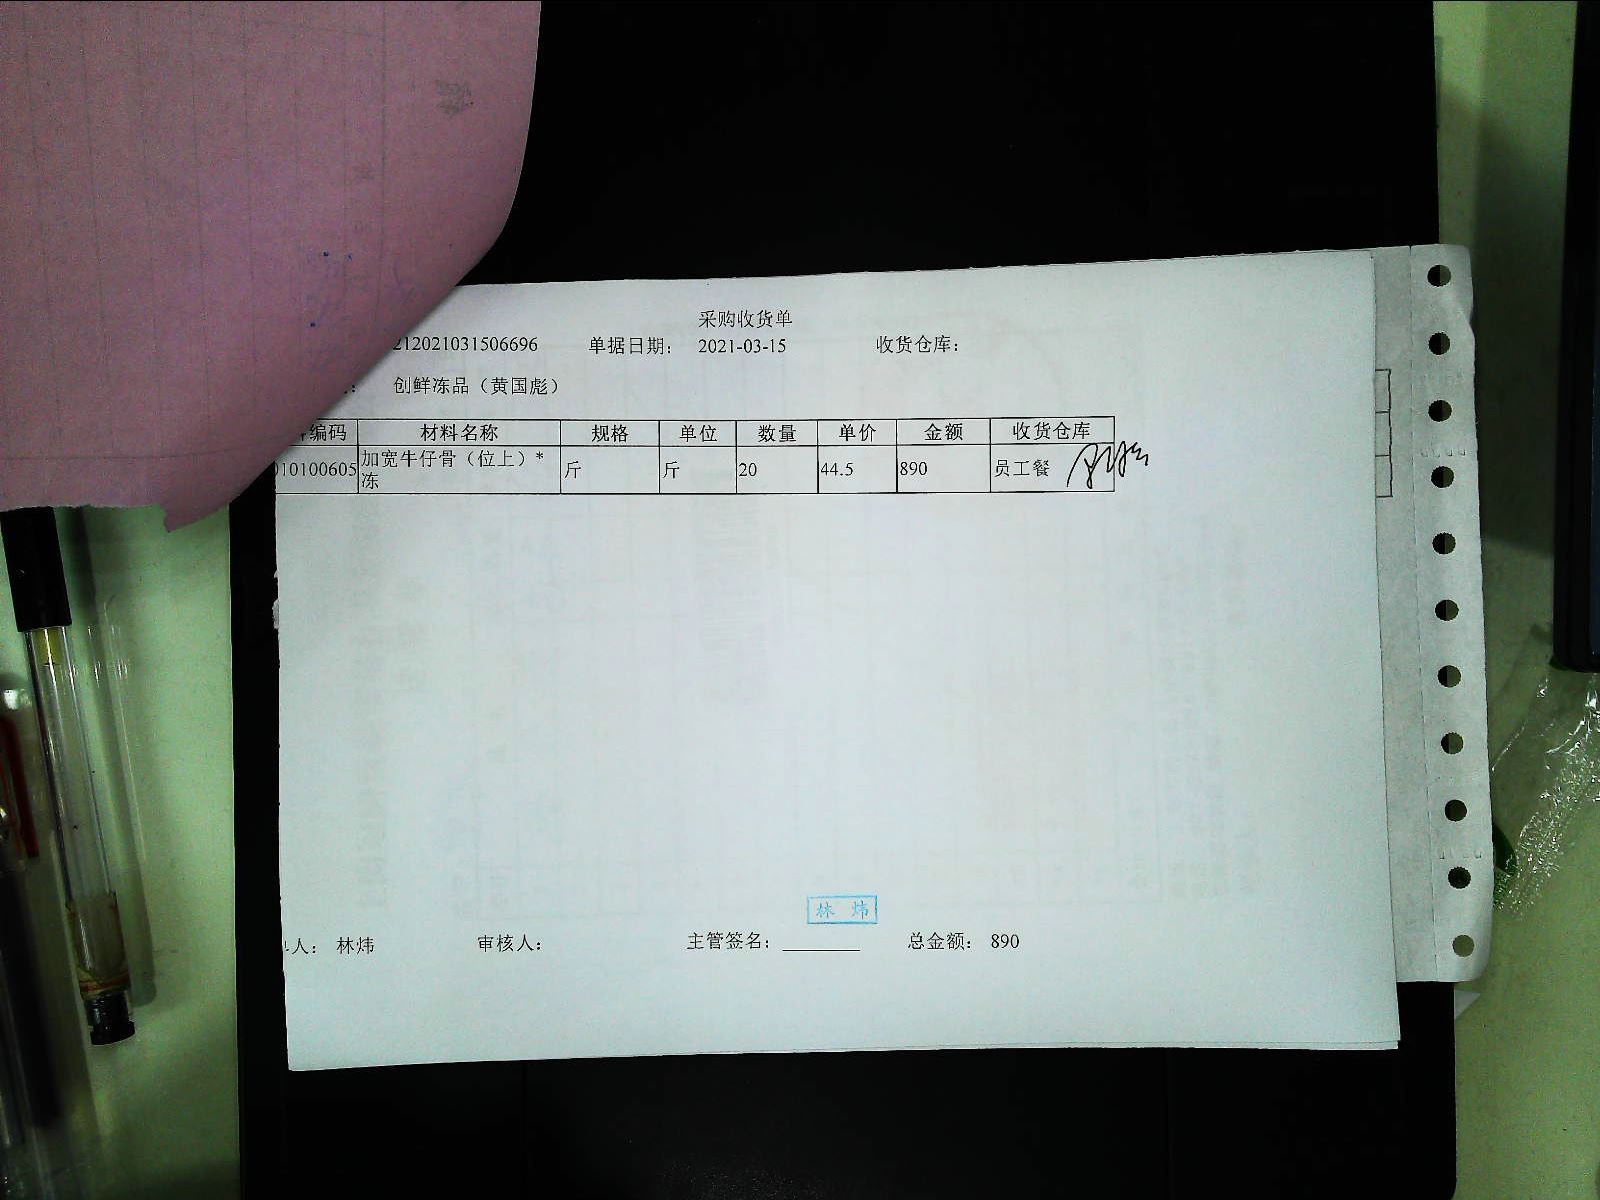 采购收货单
212021031506696 单据日期： 2021-03-15 收货仓库：
： 创鲜冻品（黄国彪）
编码 材料名称 规格 单位 数量 单价 金额 收货仓库
010100605 加宽牛仔骨（位上）*冻 斤 斤 20 44.5 890 员工餐
林 炜
人： 林炜 审核人： 主管签名： 总金额： 890